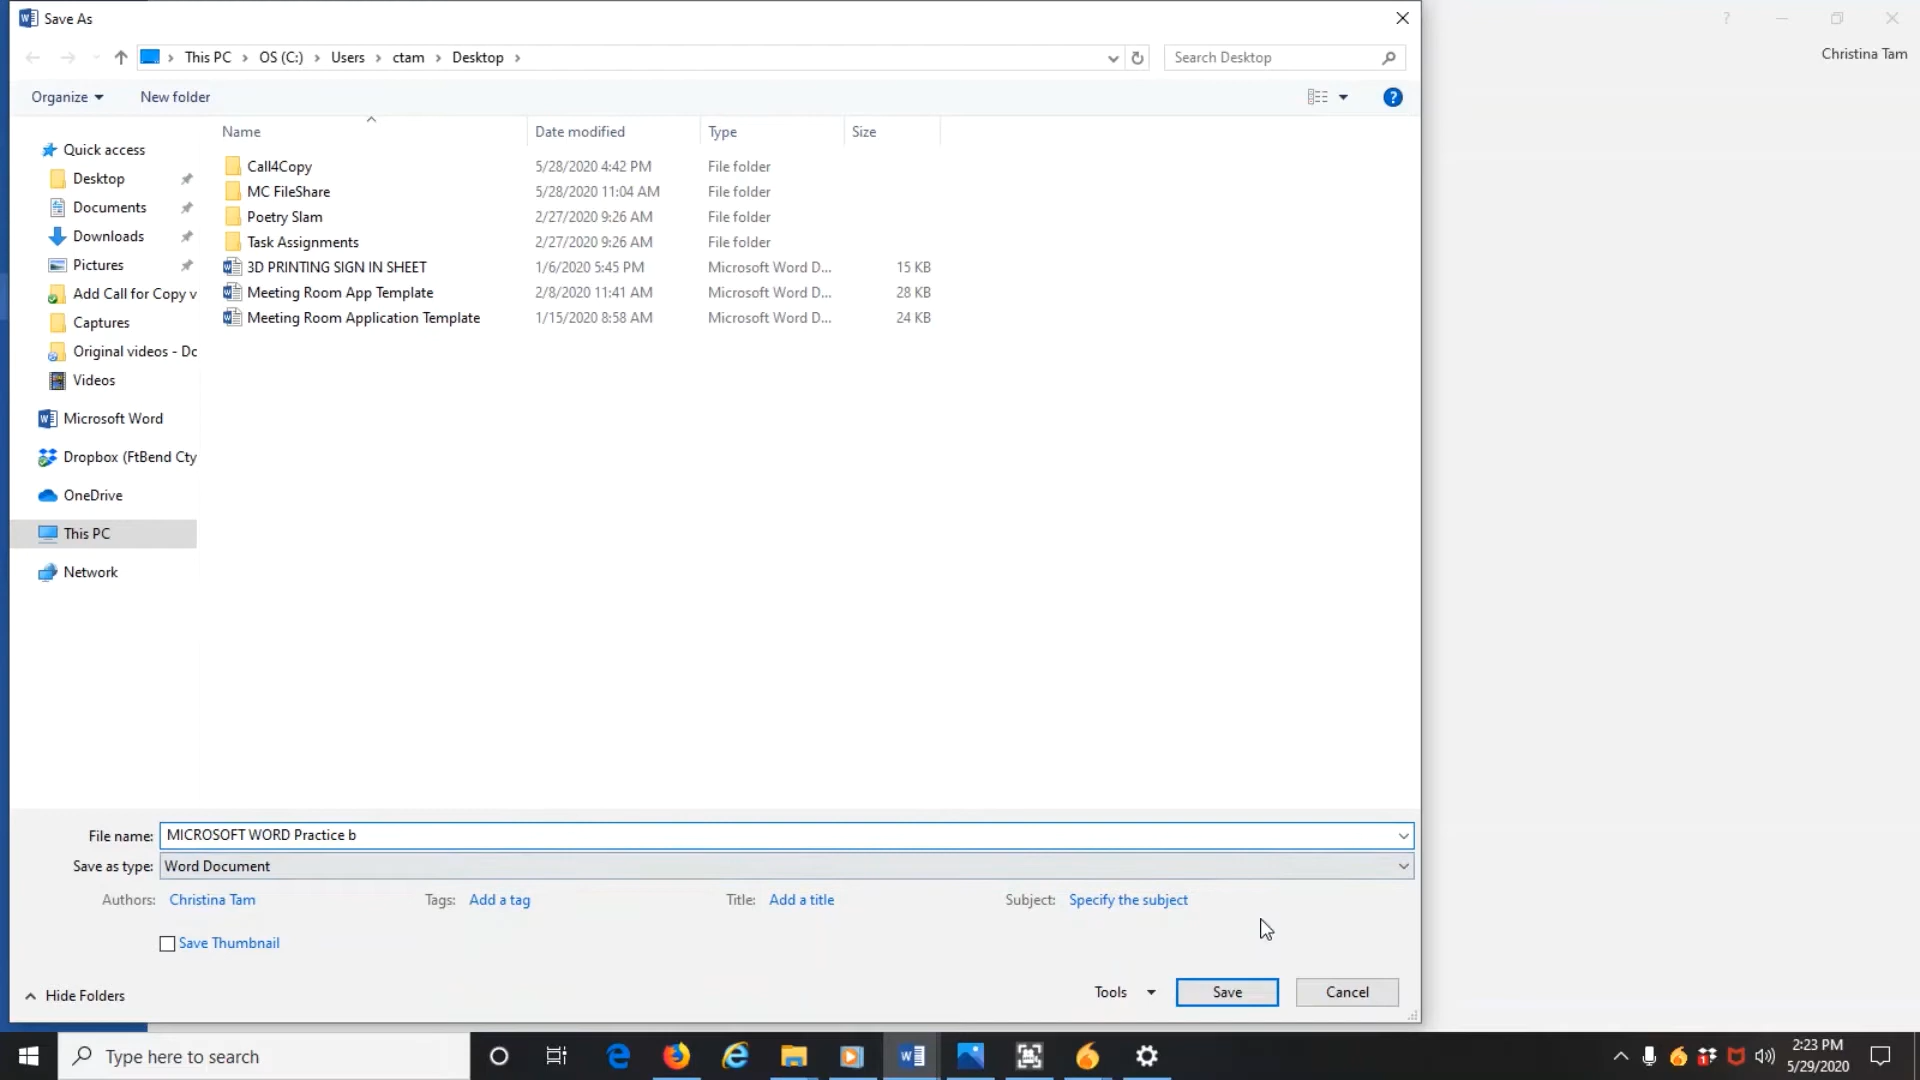 Save As
Christina Tam
This PC > OS (C:) > Users > ctam > Desktop >
Search Desktop
Organize
New folder
Name
Date modified
Type
Size
Quick access
Desktop
Documents
Downloads
Pictures
Add Call for Copy v
Captures
Original videos - Dc
Videos
Microsoft Word
Dropbox (FtBend Cty
OneDrive
This PC
Network
Call4Copy 5/28/2020 4:42 PM File folder
MC FileShare 5/28/2020 11:04 AM File folder
Poetry Slam 2/27/2020 9:26 AM File folder
Task Assignments 2/27/2020 9:26 AM File folder
3D PRINTING SIGN IN SHEET 1/6/2020 5:45 PM Microsoft Word D... 15 KB
Meeting Room App Template 2/8/2020 11:41 AM Microsoft Word D... 28 KB
Meeting Room Application Template 1/15/2020 8:58 AM Microsoft Word D... 24 KB
File name: MICROSOFT WORD Practice b
Save as type: Word Document
Authors: Christina Tam
Tags: Add a tag
Title: Add a title
Subject: Specify the subject
Save Thumbnail
Hide Folders
Tools
Save
Cancel
Type here to search
2:23 PM
5/29/2020